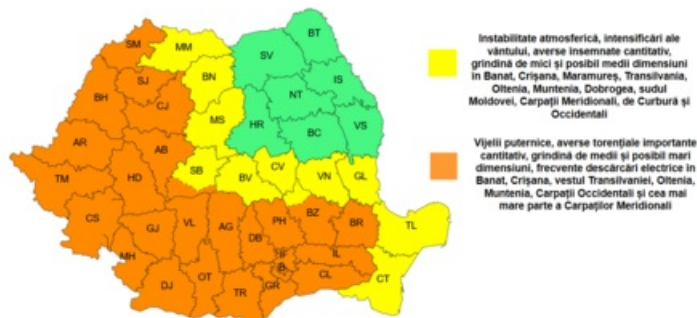 SM
MM
BT
SV
SJ
BN
IS
BH
CJ
NT
MS
HR
BC
VS
AR
AB
TM
HD
SB
BV
CV
VN
GL
CS
GJ
VL
AG
PH
BZ
BR
TL
DB
MH
IF
IL
B
DJ
OT
TR
GR
CL
CT
Instabilitate atmosferică, intensificări ale
vântului, averse însemnate cantitativ,
grindină de mici și posibil medii dimensiuni
în Banat, Crișana, Maramureș, Transilvania,
Oltenia, Muntenia, Dobrogea, sudul
Moldovei, Carpații Meridionali, de Curbură și
Occidentali
Vijelii puternice, averse torențiale importante
cantitativ, grindină de medii și posibil mari
dimensiuni, frecvente descărcări electrice în
Banat, Crișana, vestul Transilvaniei, Oltenia,
Muntenia, Carpații Occidentali și cea mai
mare parte a Carpaților Meridionali